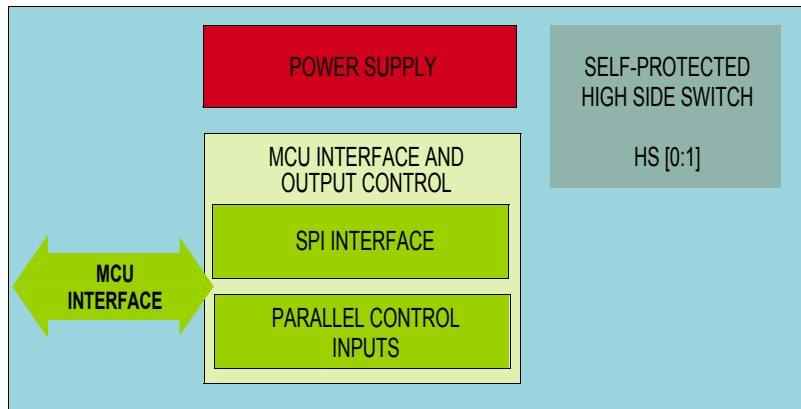 POWER SUPPLY
SELF-PROTECTED
HIGH SIDE SWITCH
HS [0:1]
MCU INTERFACE AND
OUTPUT CONTROL
SPI INTERFACE
MCU
INTERFACE
PARALLEL CONTROL
INPUTS